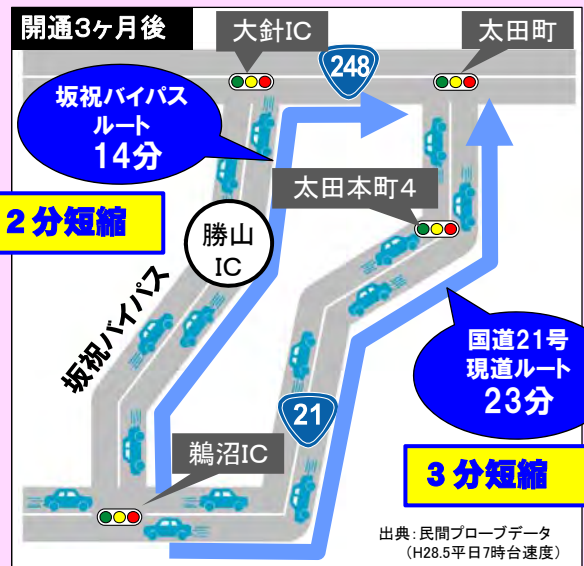 開通3ヶ月後
大針IC
太田町
248
坂祝バイパス
ルート
14分
太田本町4
2分短縮
勝山
IC
坂祝バイパス
国道21号
現道ルート
23分
21
鵜沼IC
3分短縮
出典:民間プローブデータ
(H28.5平日7時台速度)